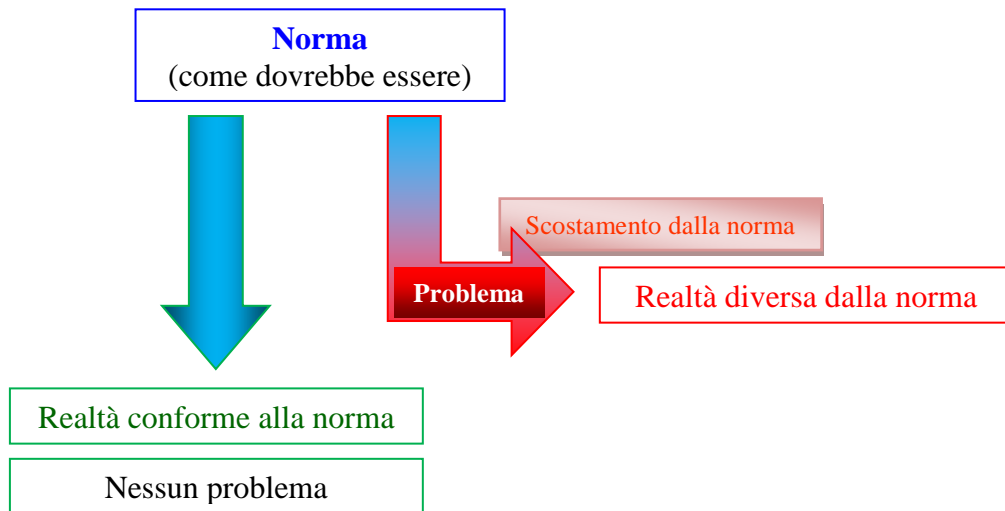 Norma
(come dovrebbe essere)
Scostamento dalla norma
Problema
Realtà diversa dalla norma
Realtà conforme alla norma
Nessun problema